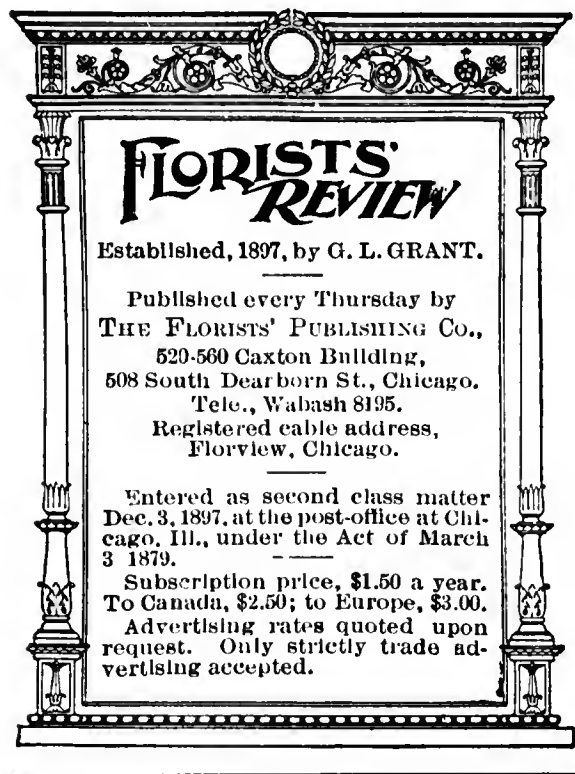 FLORISTS'
REVIEW
Established, 1897, by G. L. GRANT.
Published every Thursday by
THE FLORISTS' PUBLISHING CO.,
520-560 Caxton Building,
508 South Dearborn St., Chicago.
Tele., Wabash 8195.
Registered cable address,
Florview, Chicago.
Entered as second class matter
Dec. 3, 1897, at the post-office at Chi-
cago, Ill., under the Act of March
3 1879.
Subscription price, $1.50 a year.
To Canada, $2.50; to Europe, $3.00.
Advertising rates quoted upon
request. Only strictly trade ad-
vertising accepted.